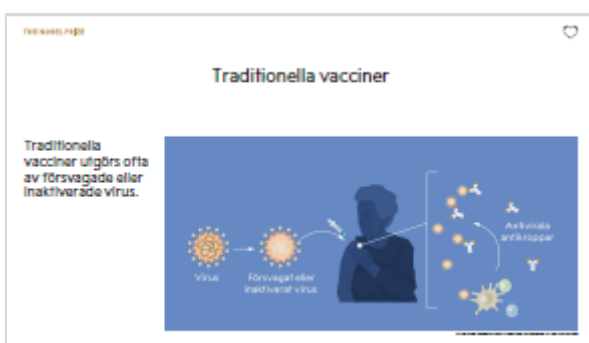 THE NOBEL PRIZE
Traditionella vacciner
Traditionella
vacciner utgörs ofta
av försvagade eller
inaktiverade virus.
Virus
Försvagat eller
inaktiverat virus
Antivirala
antikroppar